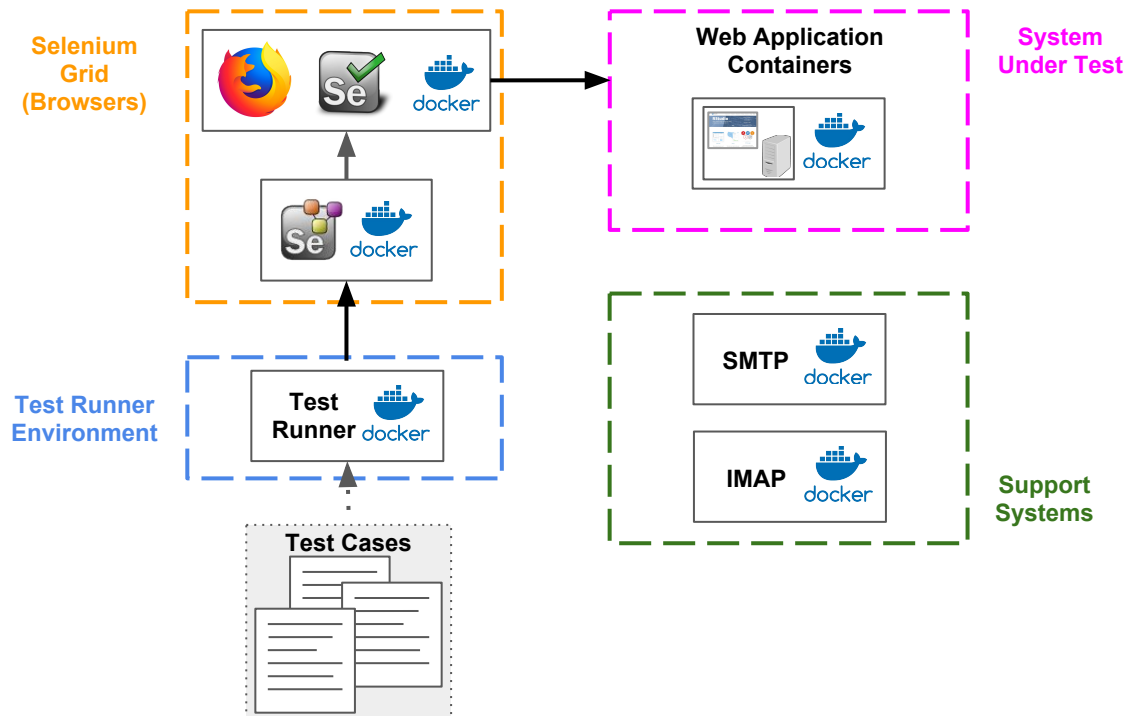 Selenium
Grid
(Browsers)
Se
docker
Web Application
Containers
docker
System
Under Test
Se
docker
Test Runner
Environment
Test
Runner
docker
SMTP
docker
IMAP
docker
Support
Systems
Test Cases